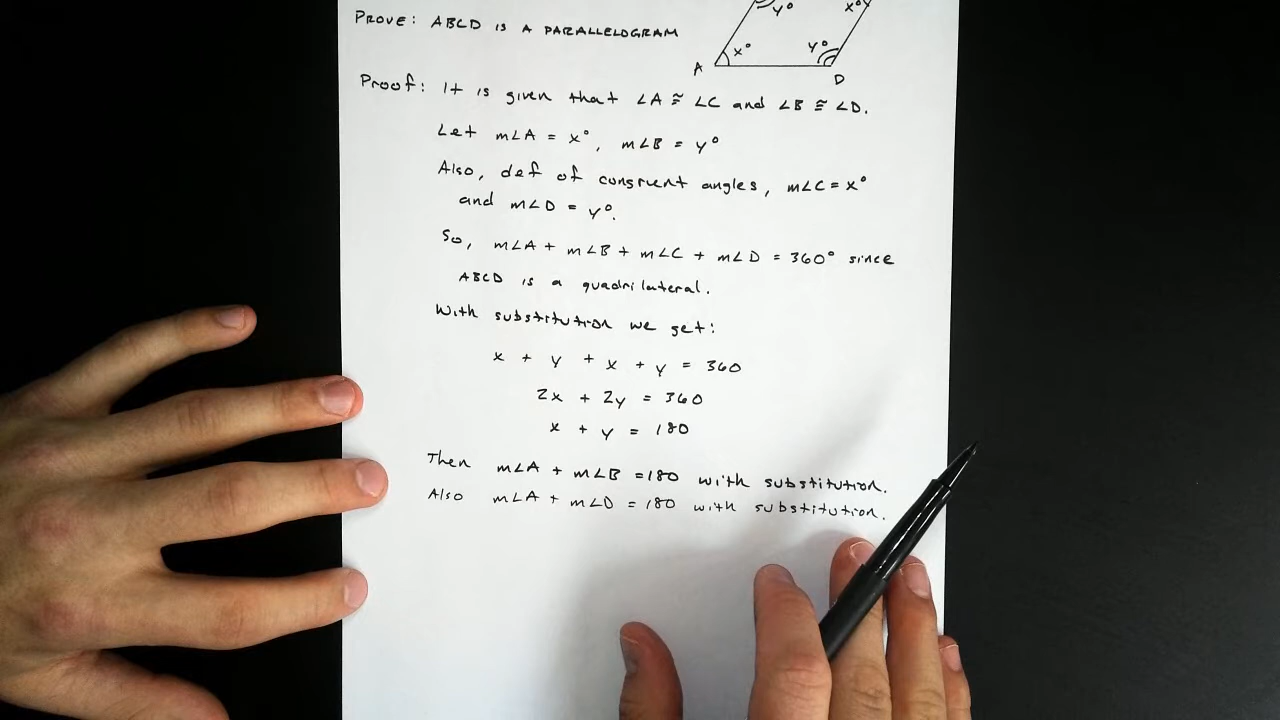 y° x°
PROVE: ABCD IS A PARALLELOGRAM
x° y°
A D
Proof: It is given that ∠A ≅ ∠C and ∠B ≅ ∠D.
Let m∠A = x°, m∠B = y°
Also, def of congruent angles, m∠C = x°
and m∠D = y°.
So, m∠A + m∠B + m∠C + m∠D = 360° since
ABCD is a quadrilateral.
With substitution we get:
x + y + x + y = 360
2x + 2y = 360
x + y = 180
Then m∠A + m∠B = 180 with substitution.
Also m∠A + m∠D = 180 with substitution.